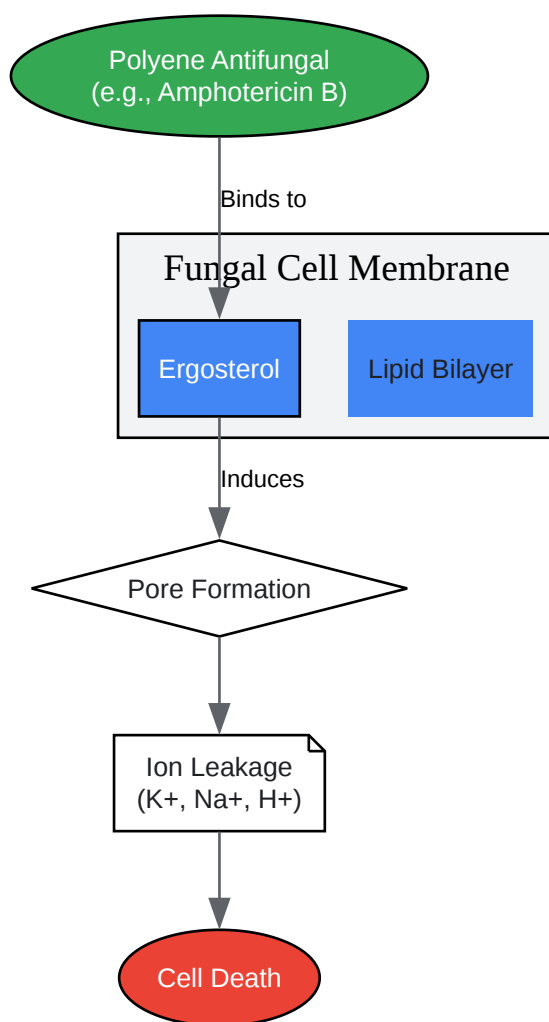 Polyene Antifungal
(e.g., Amphotericin B)
Binds to
Fungal Cell Membrane
Ergosterol
Lipid Bilayer
Induces
Pore Formation
Ion Leakage
(K+, Na+, H+)
Cell Death